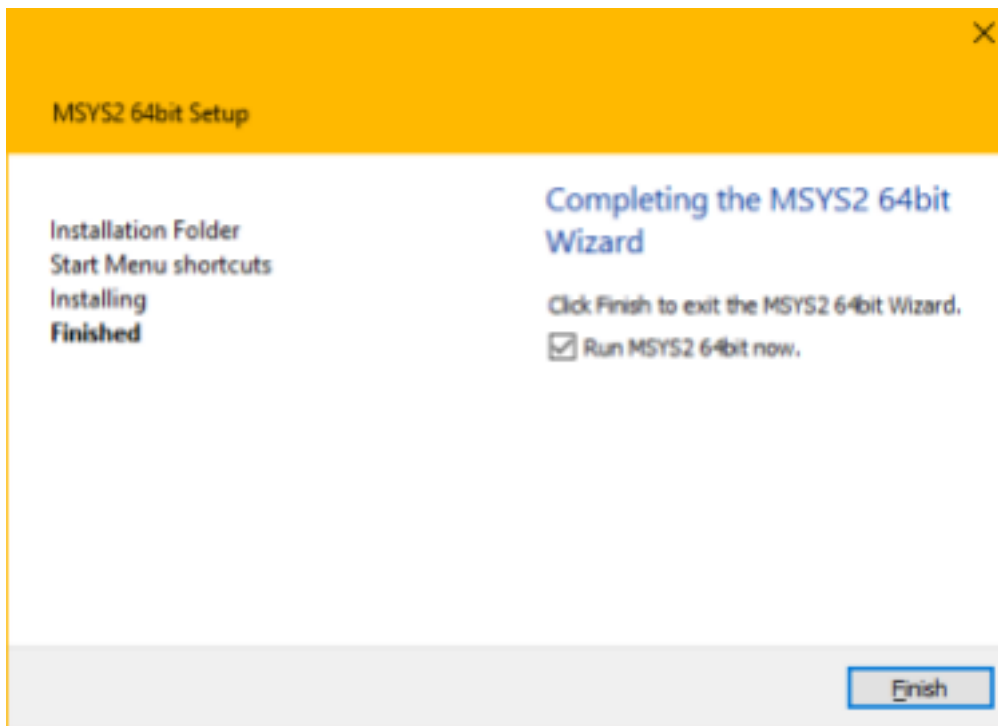 MSYS2 64bit Setup
Installation Folder
Start Menu shortcuts
Installing
Finished
Completing the MSYS2 64bit
Wizard
Click Finish to exit the MSYS2 64bit Wizard.
Run MSYS2 64bit now.
Finish